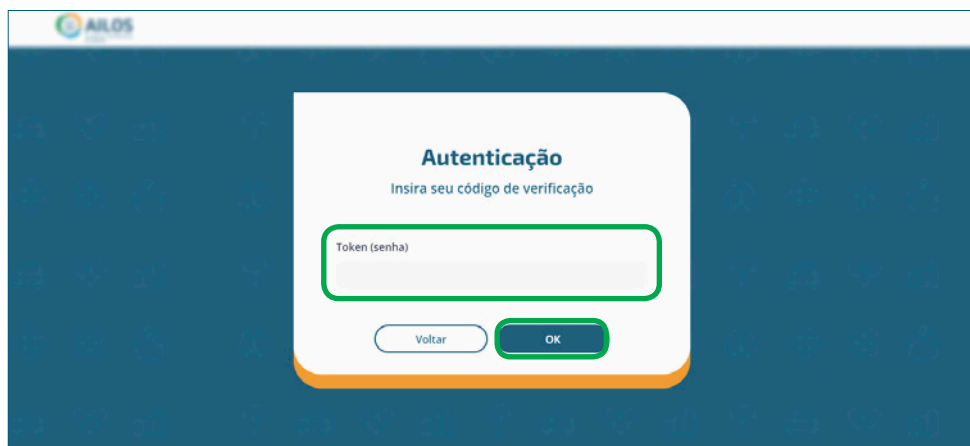 AILOS
Autenticação
Insira seu código de verificação
Token (senha)
Voltar
OK